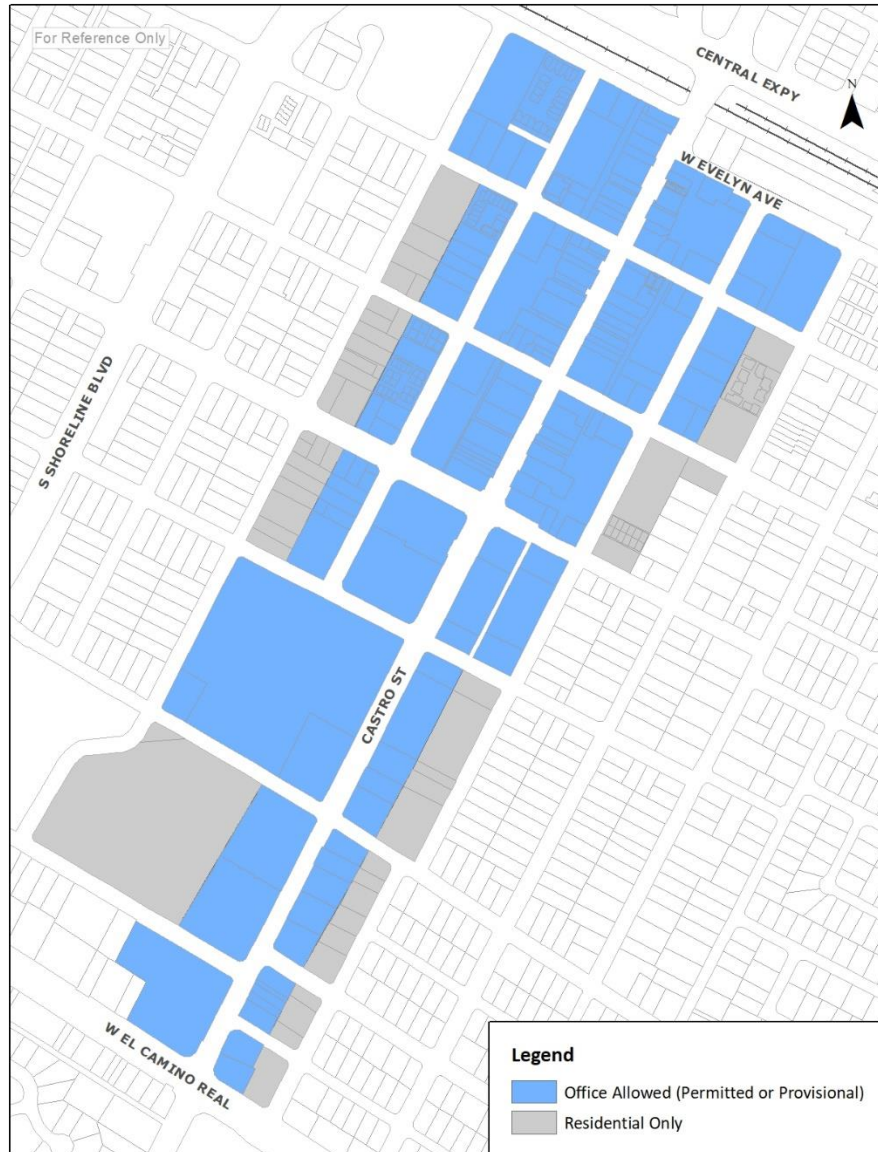 For Reference Only
CENTRAL EXPY
N
W EVELYN AVE
S SHORELINE BLVD
CASTRO ST
W EL CAMINO REAL
Legend
Office Allowed (Permitted or Provisional)
Residential Only